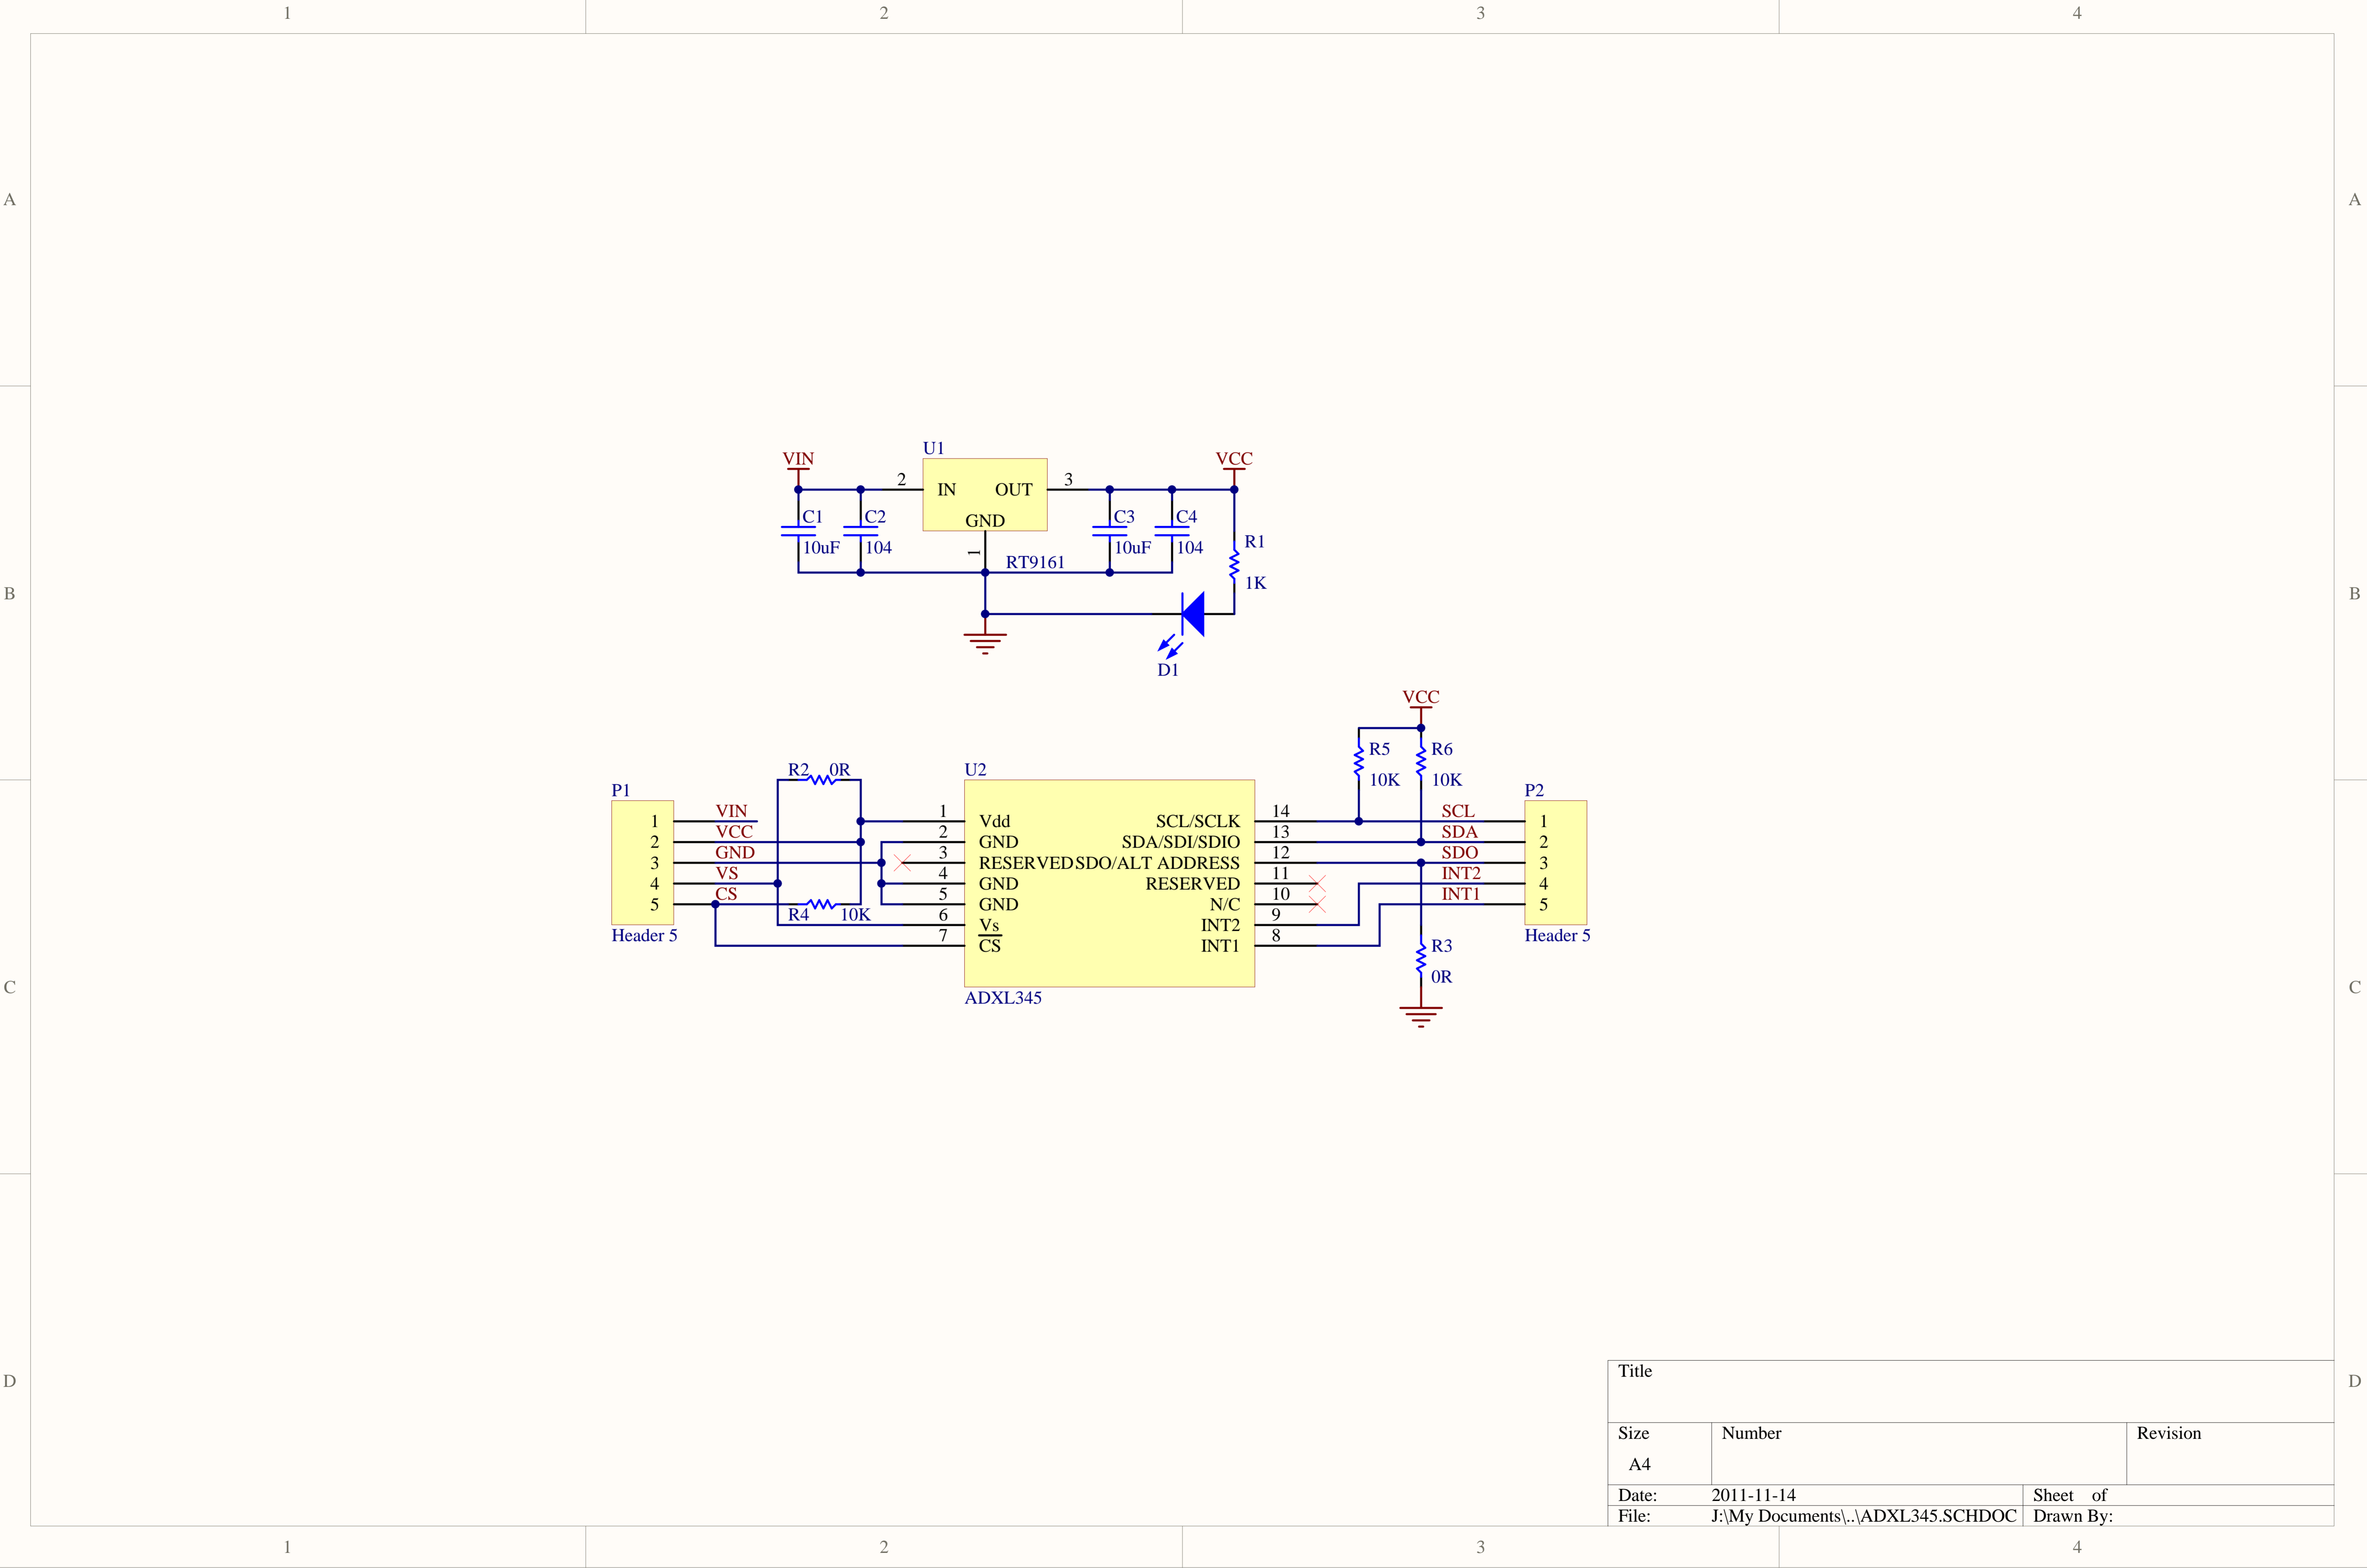 1 2 3 4
A A
U1
VIN VCC
2 IN OUT 3
C1 C2 GND C3 C4
10uF 104 1 10uF 104 R1
RT9161
1K
B B
D1
VCC
R5 R6
R2 0R U2 10K 10K
P1 P2
1 VIN 1 Vdd SCL/SCLK 14 SCL 1
2 VCC 2 GND SDA/SDI/SDIO 13 SDA 2
3 GND 3 RESERVED SDO/ALT ADDRESS 12 SDO 3
4 VS 4 GND RESERVED 11 INT2 4
5 CS 5 GND N/C 10 INT1 5
R4 10K 6 Vs INT2 9
Header 5 7 CS INT1 8 Header 5
R3
0R
C C
ADXL345
Title
D D
Size Number Revision
A4
Date: 2011-11-14 Sheet of
File: J:\My Documents\..\ADXL345.SCHDOC Drawn By:
1 2 3 4